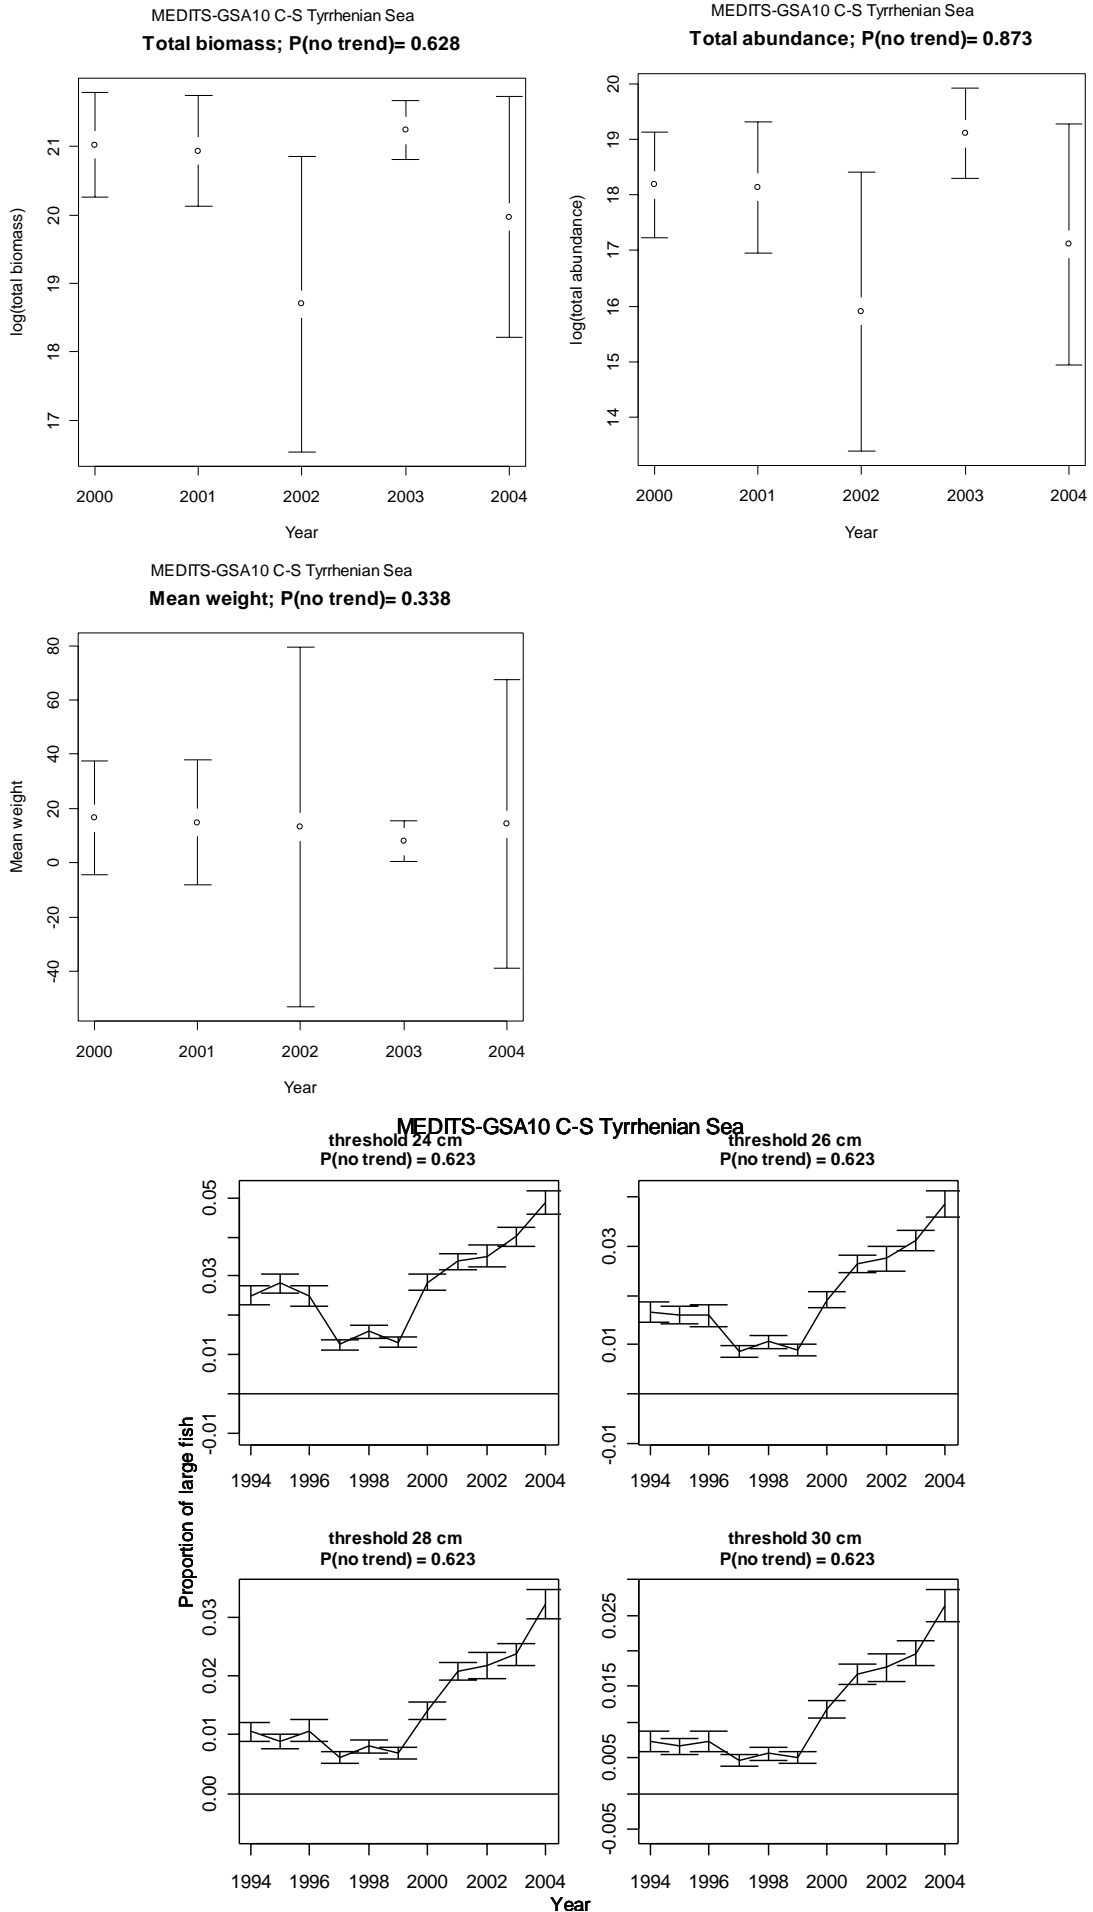 MEDITS-GSA10 C-S Tyrrhenian Sea
Total biomass; P(no trend)= 0.628
log(total biomass)
21
20
19
18
17
2000 2001 2002 2003 2004
Year
MEDITS-GSA10 C-S Tyrrhenian Sea
Total abundance; P(no trend)= 0.873
log(total abundance)
20
19
18
17
16
15
14
2000 2001 2002 2003 2004
Year
MEDITS-GSA10 C-S Tyrrhenian Sea
Mean weight; P(no trend)= 0.338
Mean weight
80
60
40
20
0
-20
-40
2000 2001 2002 2003 2004
Year
MEDITS-GSA10 C-S Tyrrhenian Sea
Proportion of large fish
threshold 24 cm
P(no trend) = 0.623
0.05
0.03
0.01
-0.01
1994 1996 1998 2000 2002 2004
threshold 26 cm
P(no trend) = 0.623
0.03
0.01
-0.01
1994 1996 1998 2000 2002 2004
threshold 28 cm
P(no trend) = 0.623
0.03
0.02
0.01
0.00
1994 1996 1998 2000 2002 2004
threshold 30 cm
P(no trend) = 0.623
0.025
0.015
0.005
-0.005
1994 1996 1998 2000 2002 2004
Year